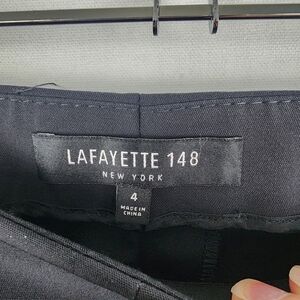 LAFAYETTE 148
NEW YORK
4
MADE IN
CHINA